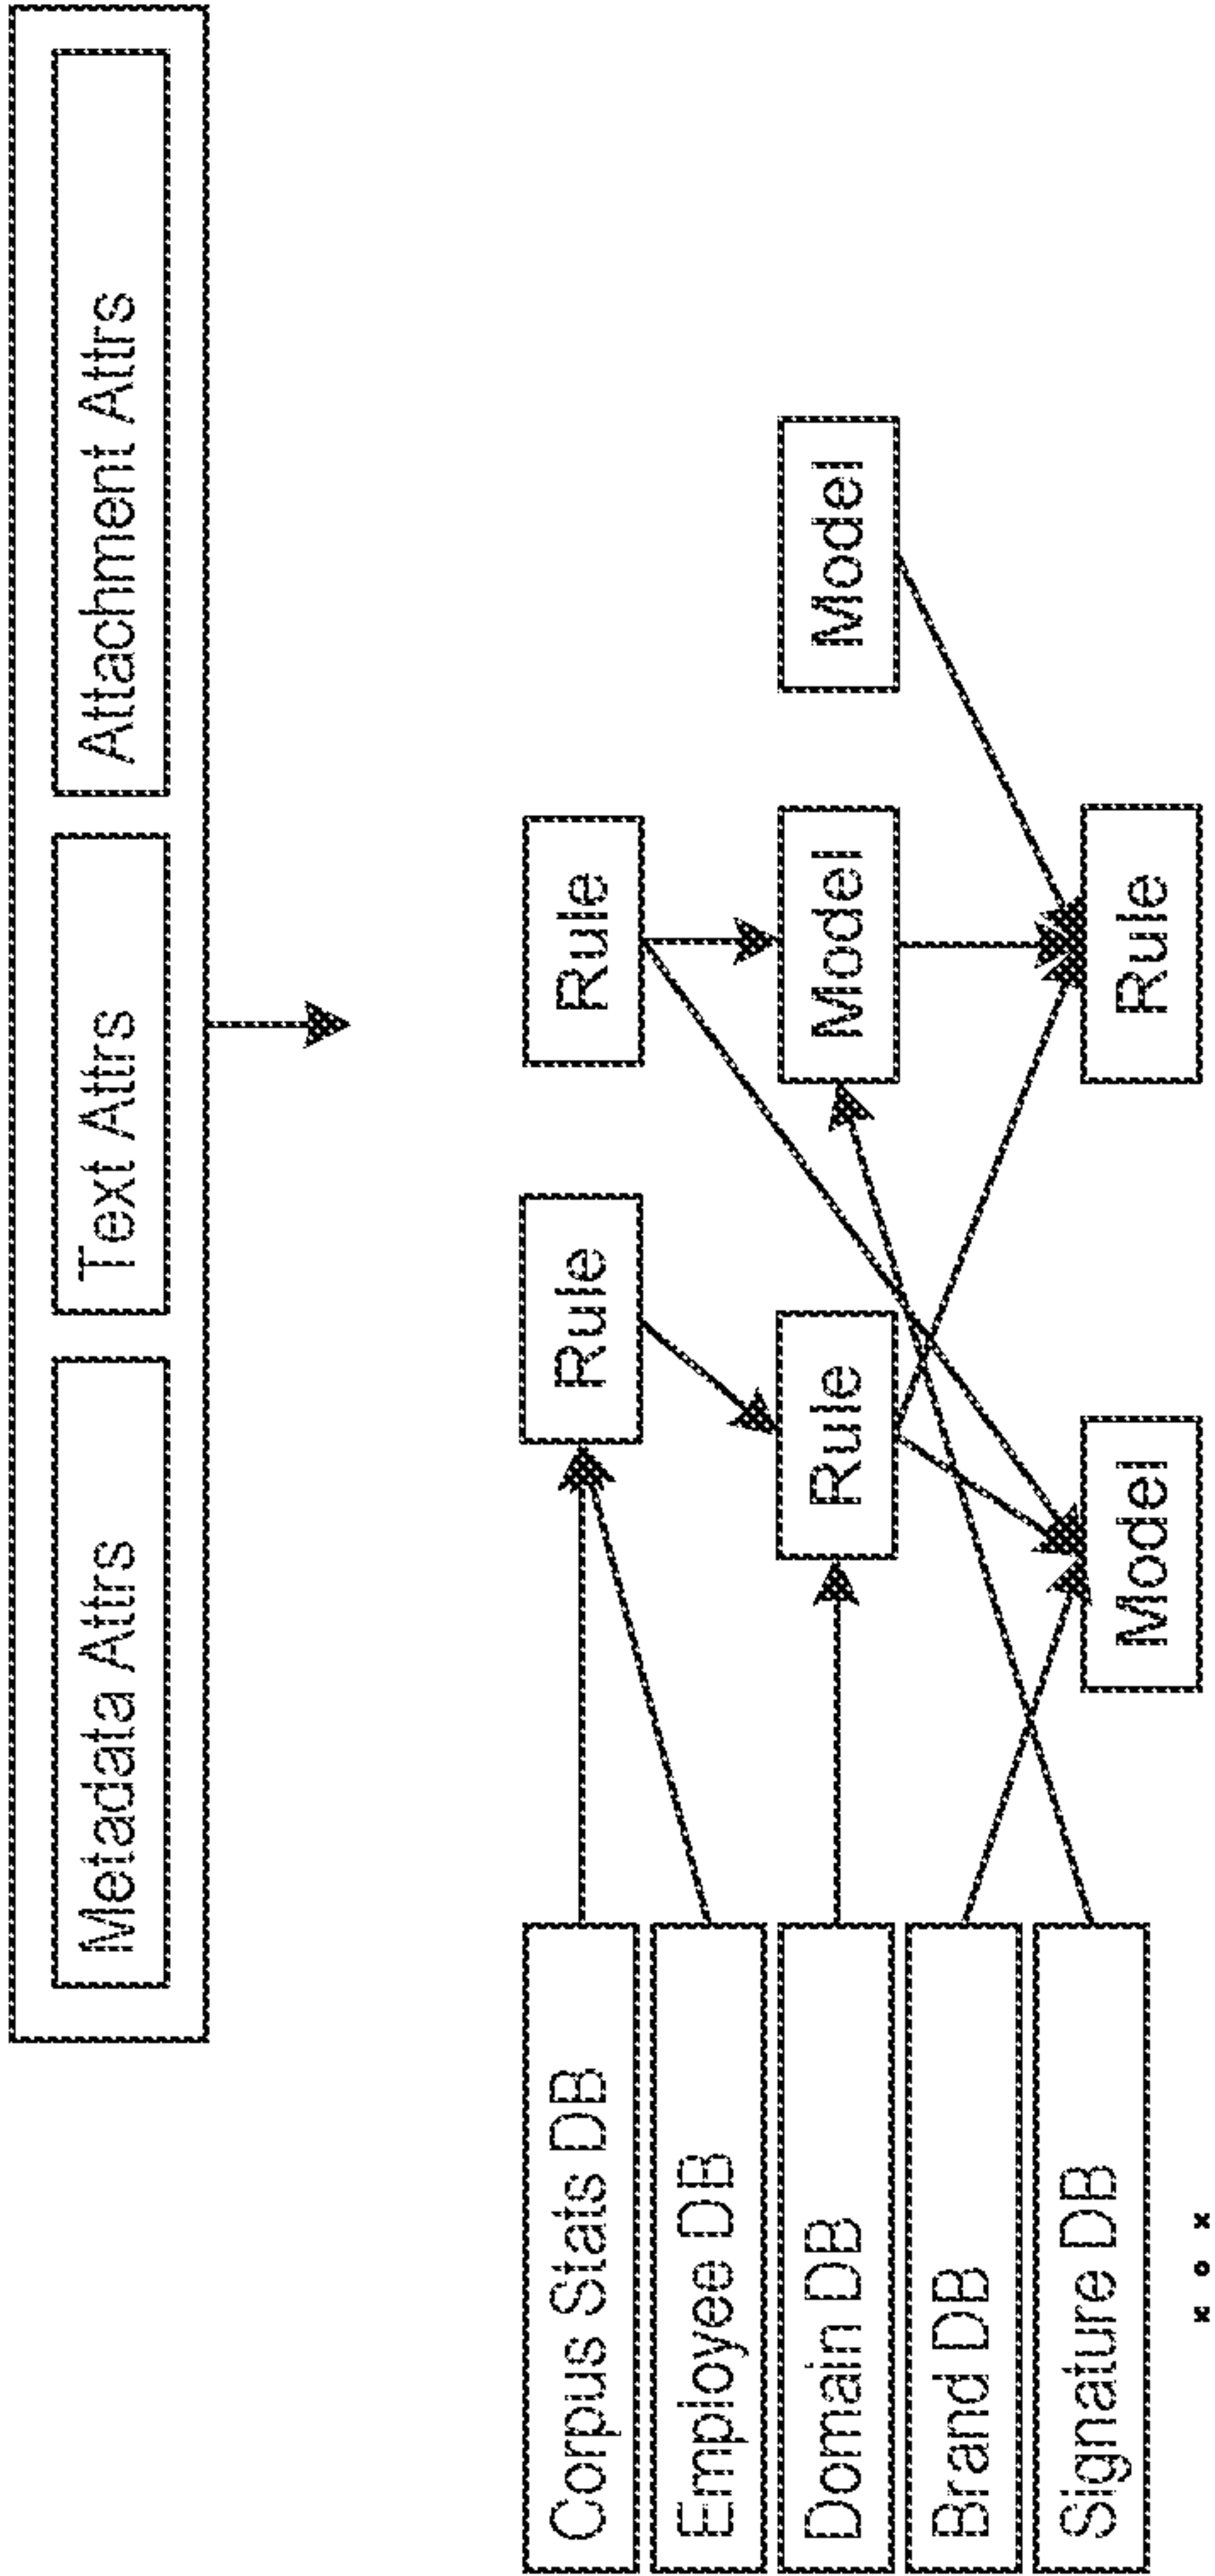 Metadata Attrs
Text Attrs
Attachment Attrs
Corpus Stats DB
Rule
Rule
Employee DB
Domain DB
Rule
Model
Model
Brand DB
Signature DB
Model
Rule